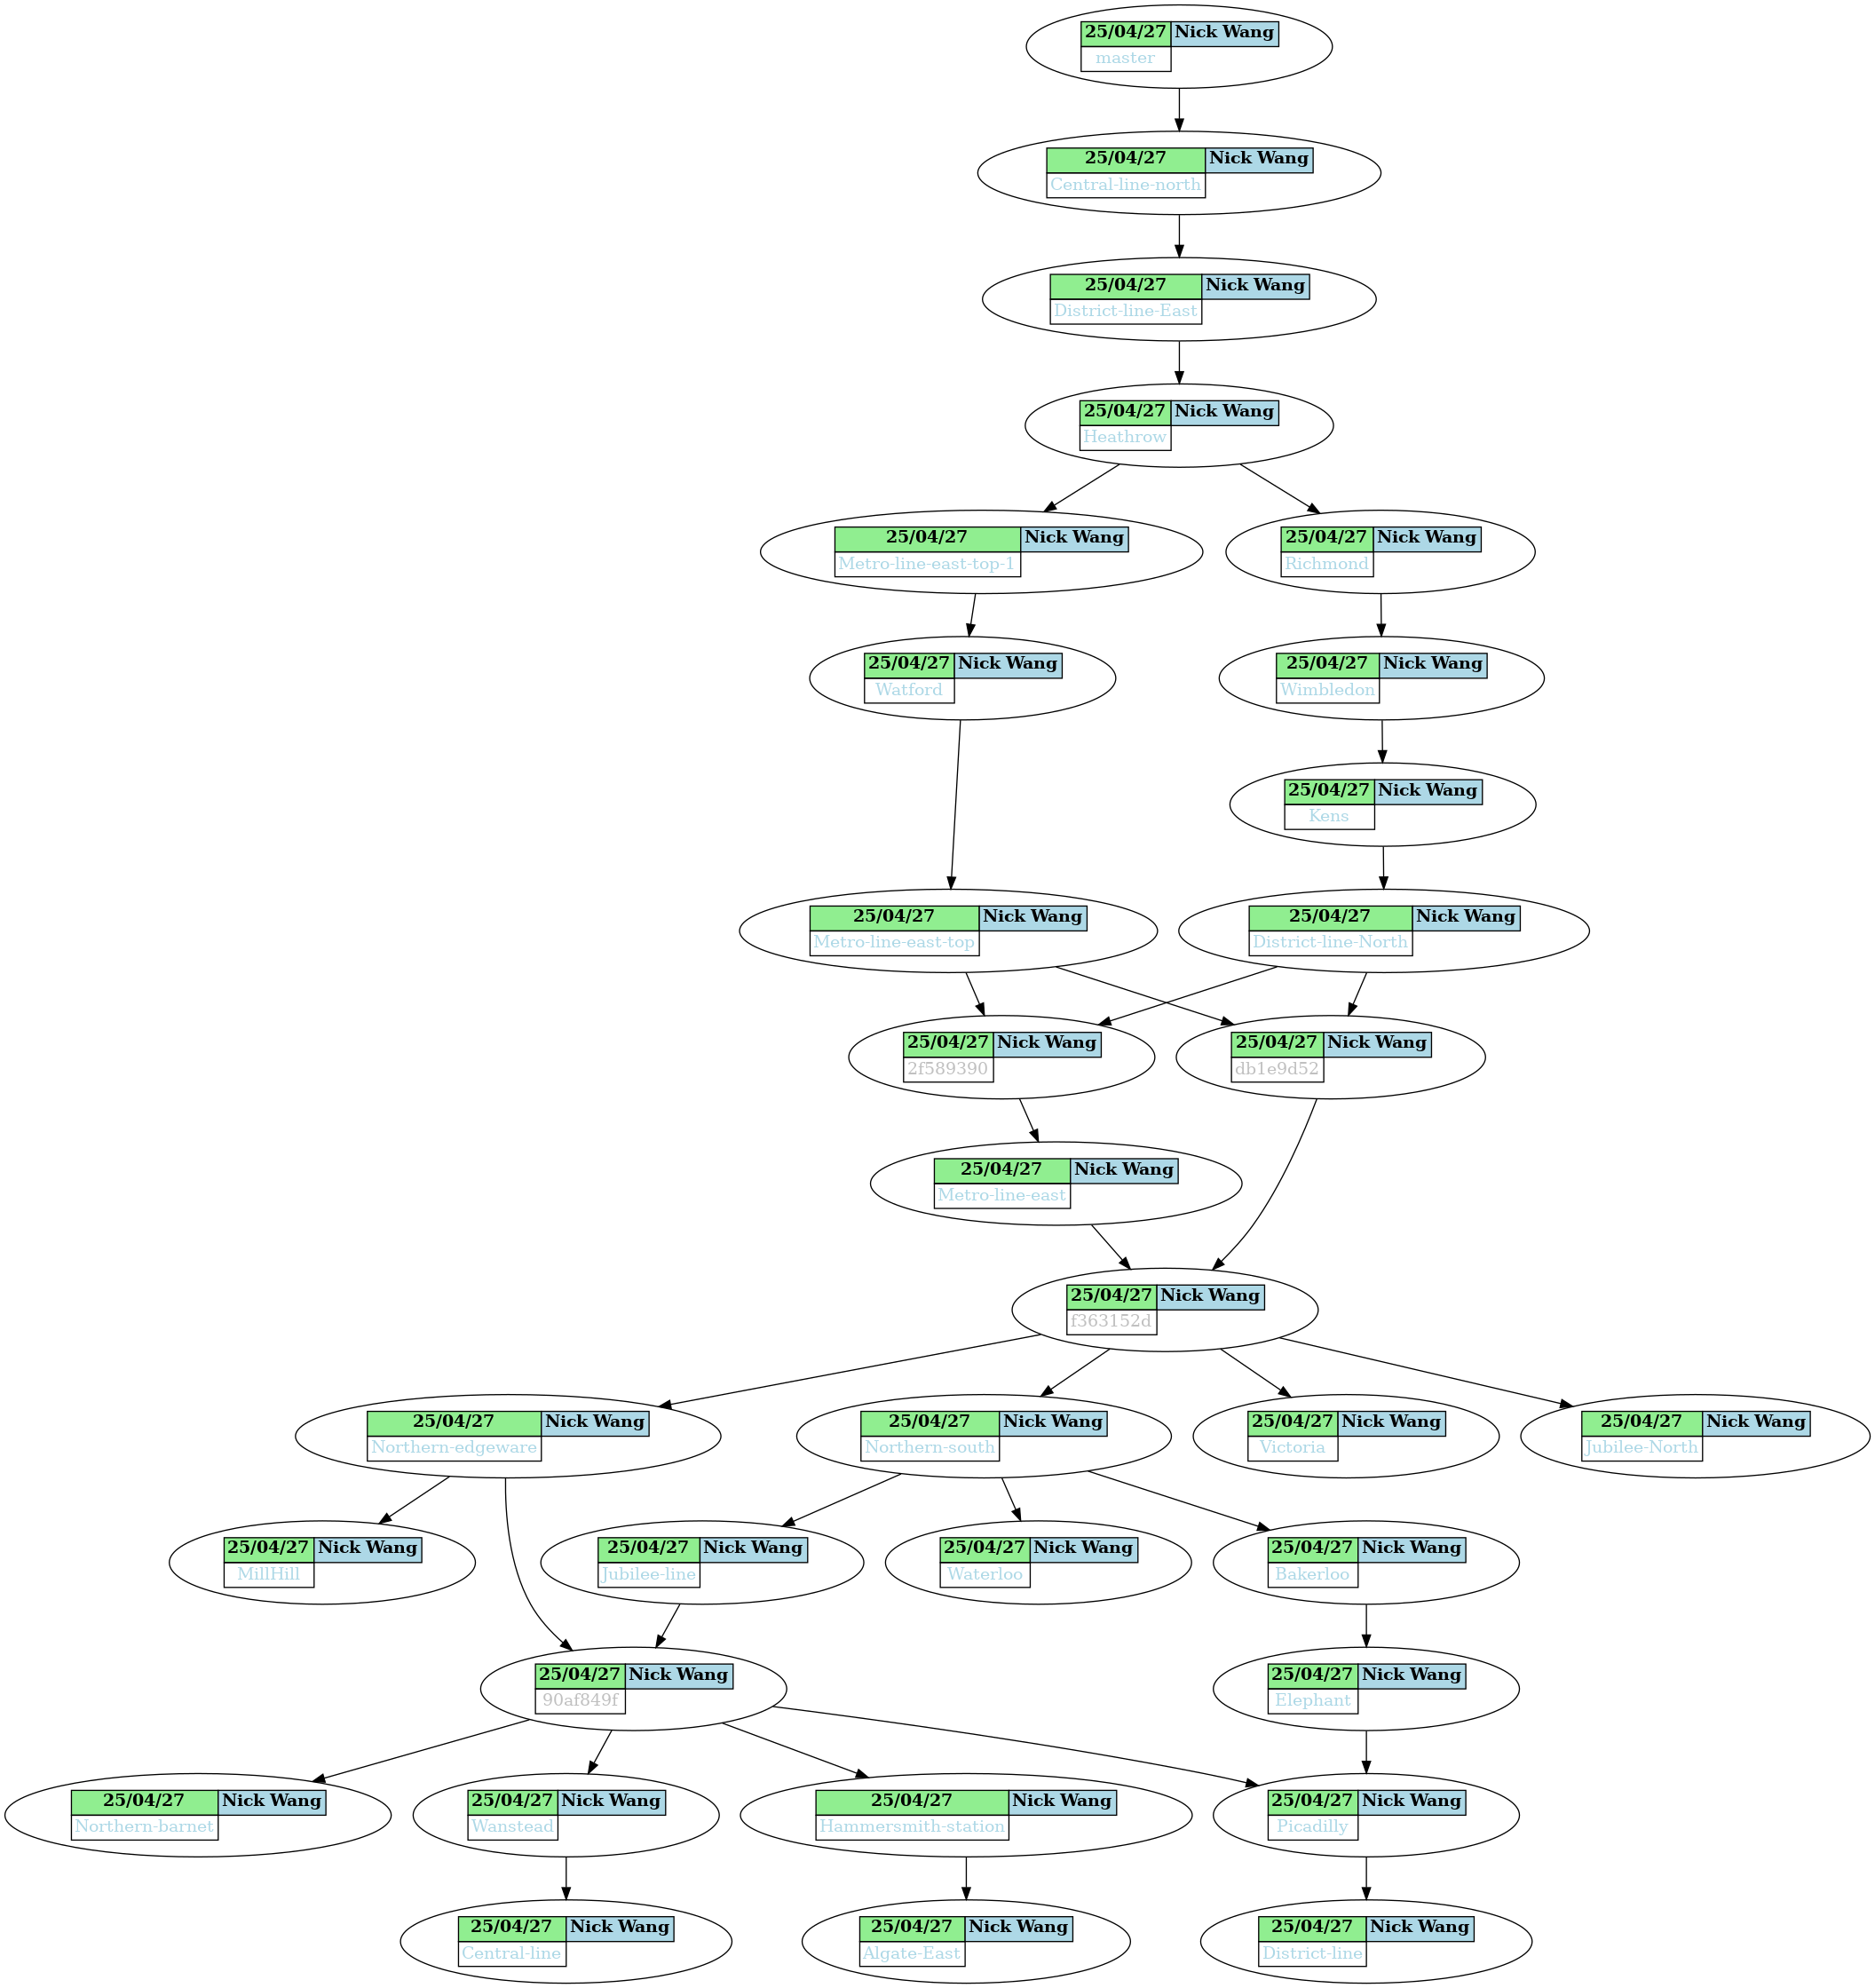 25/04/27 Nick Wang
master
25/04/27 Nick Wang
Central-line-north
25/04/27 Nick Wang
District-line-East
25/04/27 Nick Wang
Heathrow
25/04/27 Nick Wang
Metro-line-east-top-1
25/04/27 Nick Wang
Richmond
25/04/27 Nick Wang
Watford
25/04/27 Nick Wang
Wimbledon
25/04/27 Nick Wang
Kens
25/04/27 Nick Wang
Metro-line-east-top
25/04/27 Nick Wang
District-line-North
25/04/27 Nick Wang
2f589390
25/04/27 Nick Wang
db1e9d52
25/04/27 Nick Wang
Metro-line-east
25/04/27 Nick Wang
f363152d
25/04/27 Nick Wang
Northern-edgeware
25/04/27 Nick Wang
Northern-south
25/04/27 Nick Wang
Victoria
25/04/27 Nick Wang
Jubilee-North
25/04/27 Nick Wang
MillHill
25/04/27 Nick Wang
Jubilee-line
25/04/27 Nick Wang
Waterloo
25/04/27 Nick Wang
Bakerloo
25/04/27 Nick Wang
90af849f
25/04/27 Nick Wang
Elephant
25/04/27 Nick Wang
Northern-barnet
25/04/27 Nick Wang
Wanstead
25/04/27 Nick Wang
Hammersmith-station
25/04/27 Nick Wang
Picadilly
25/04/27 Nick Wang
Central-line
25/04/27 Nick Wang
Algate-East
25/04/27 Nick Wang
District-line